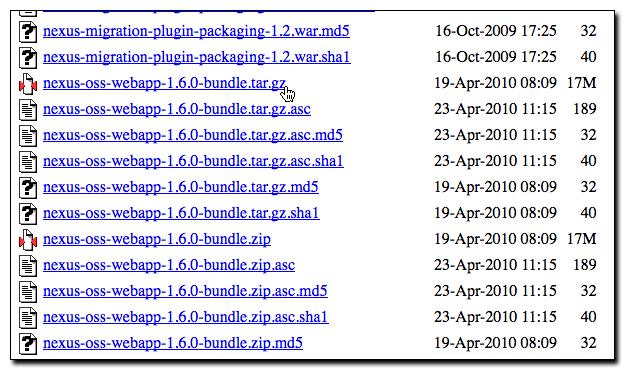 nexus-migration-plugin-packaging-1.2.war.md5 16-Oct-2009 17:25 32
nexus-migration-plugin-packaging-1.2.war.sha1 16-Oct-2009 17:25 40
nexus-oss-webapp-1.6.0-bundle.tar.gz 19-Apr-2010 08:09 17M
nexus-oss-webapp-1.6.0-bundle.tar.gz.asc 23-Apr-2010 11:15 189
nexus-oss-webapp-1.6.0-bundle.tar.gz.asc.md5 23-Apr-2010 11:15 32
nexus-oss-webapp-1.6.0-bundle.tar.gz.asc.sha1 23-Apr-2010 11:15 40
nexus-oss-webapp-1.6.0-bundle.tar.gz.md5 19-Apr-2010 08:09 32
nexus-oss-webapp-1.6.0-bundle.tar.gz.sha1 19-Apr-2010 08:09 40
nexus-oss-webapp-1.6.0-bundle.zip 19-Apr-2010 08:09 17M
nexus-oss-webapp-1.6.0-bundle.zip.asc 23-Apr-2010 11:15 189
nexus-oss-webapp-1.6.0-bundle.zip.asc.md5 23-Apr-2010 11:15 32
nexus-oss-webapp-1.6.0-bundle.zip.asc.sha1 23-Apr-2010 11:15 40
nexus-oss-webapp-1.6.0-bundle.zip.md5 19-Apr-2010 08:09 32